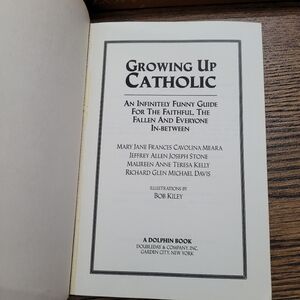 GROWING UP
CATHOLIC
AN INFINITELY FUNNY GUIDE
FOR THE FAITHFUL, THE
FALLEN AND EVERYONE
IN-BETWEEN
MARY JANE FRANCES CAVOLINA MEARA
JEFFREY ALLEN JOSEPH STONE
MAUREEN ANNE TERESA KELLY
RICHARD GLEN MICHAEL DAVIS
ILLUSTRATIONS BY
BOB KILEY
A DOLPHIN BOOK
DOUBLEDAY & COMPANY, INC.
GARDEN CITY, NEW YORK